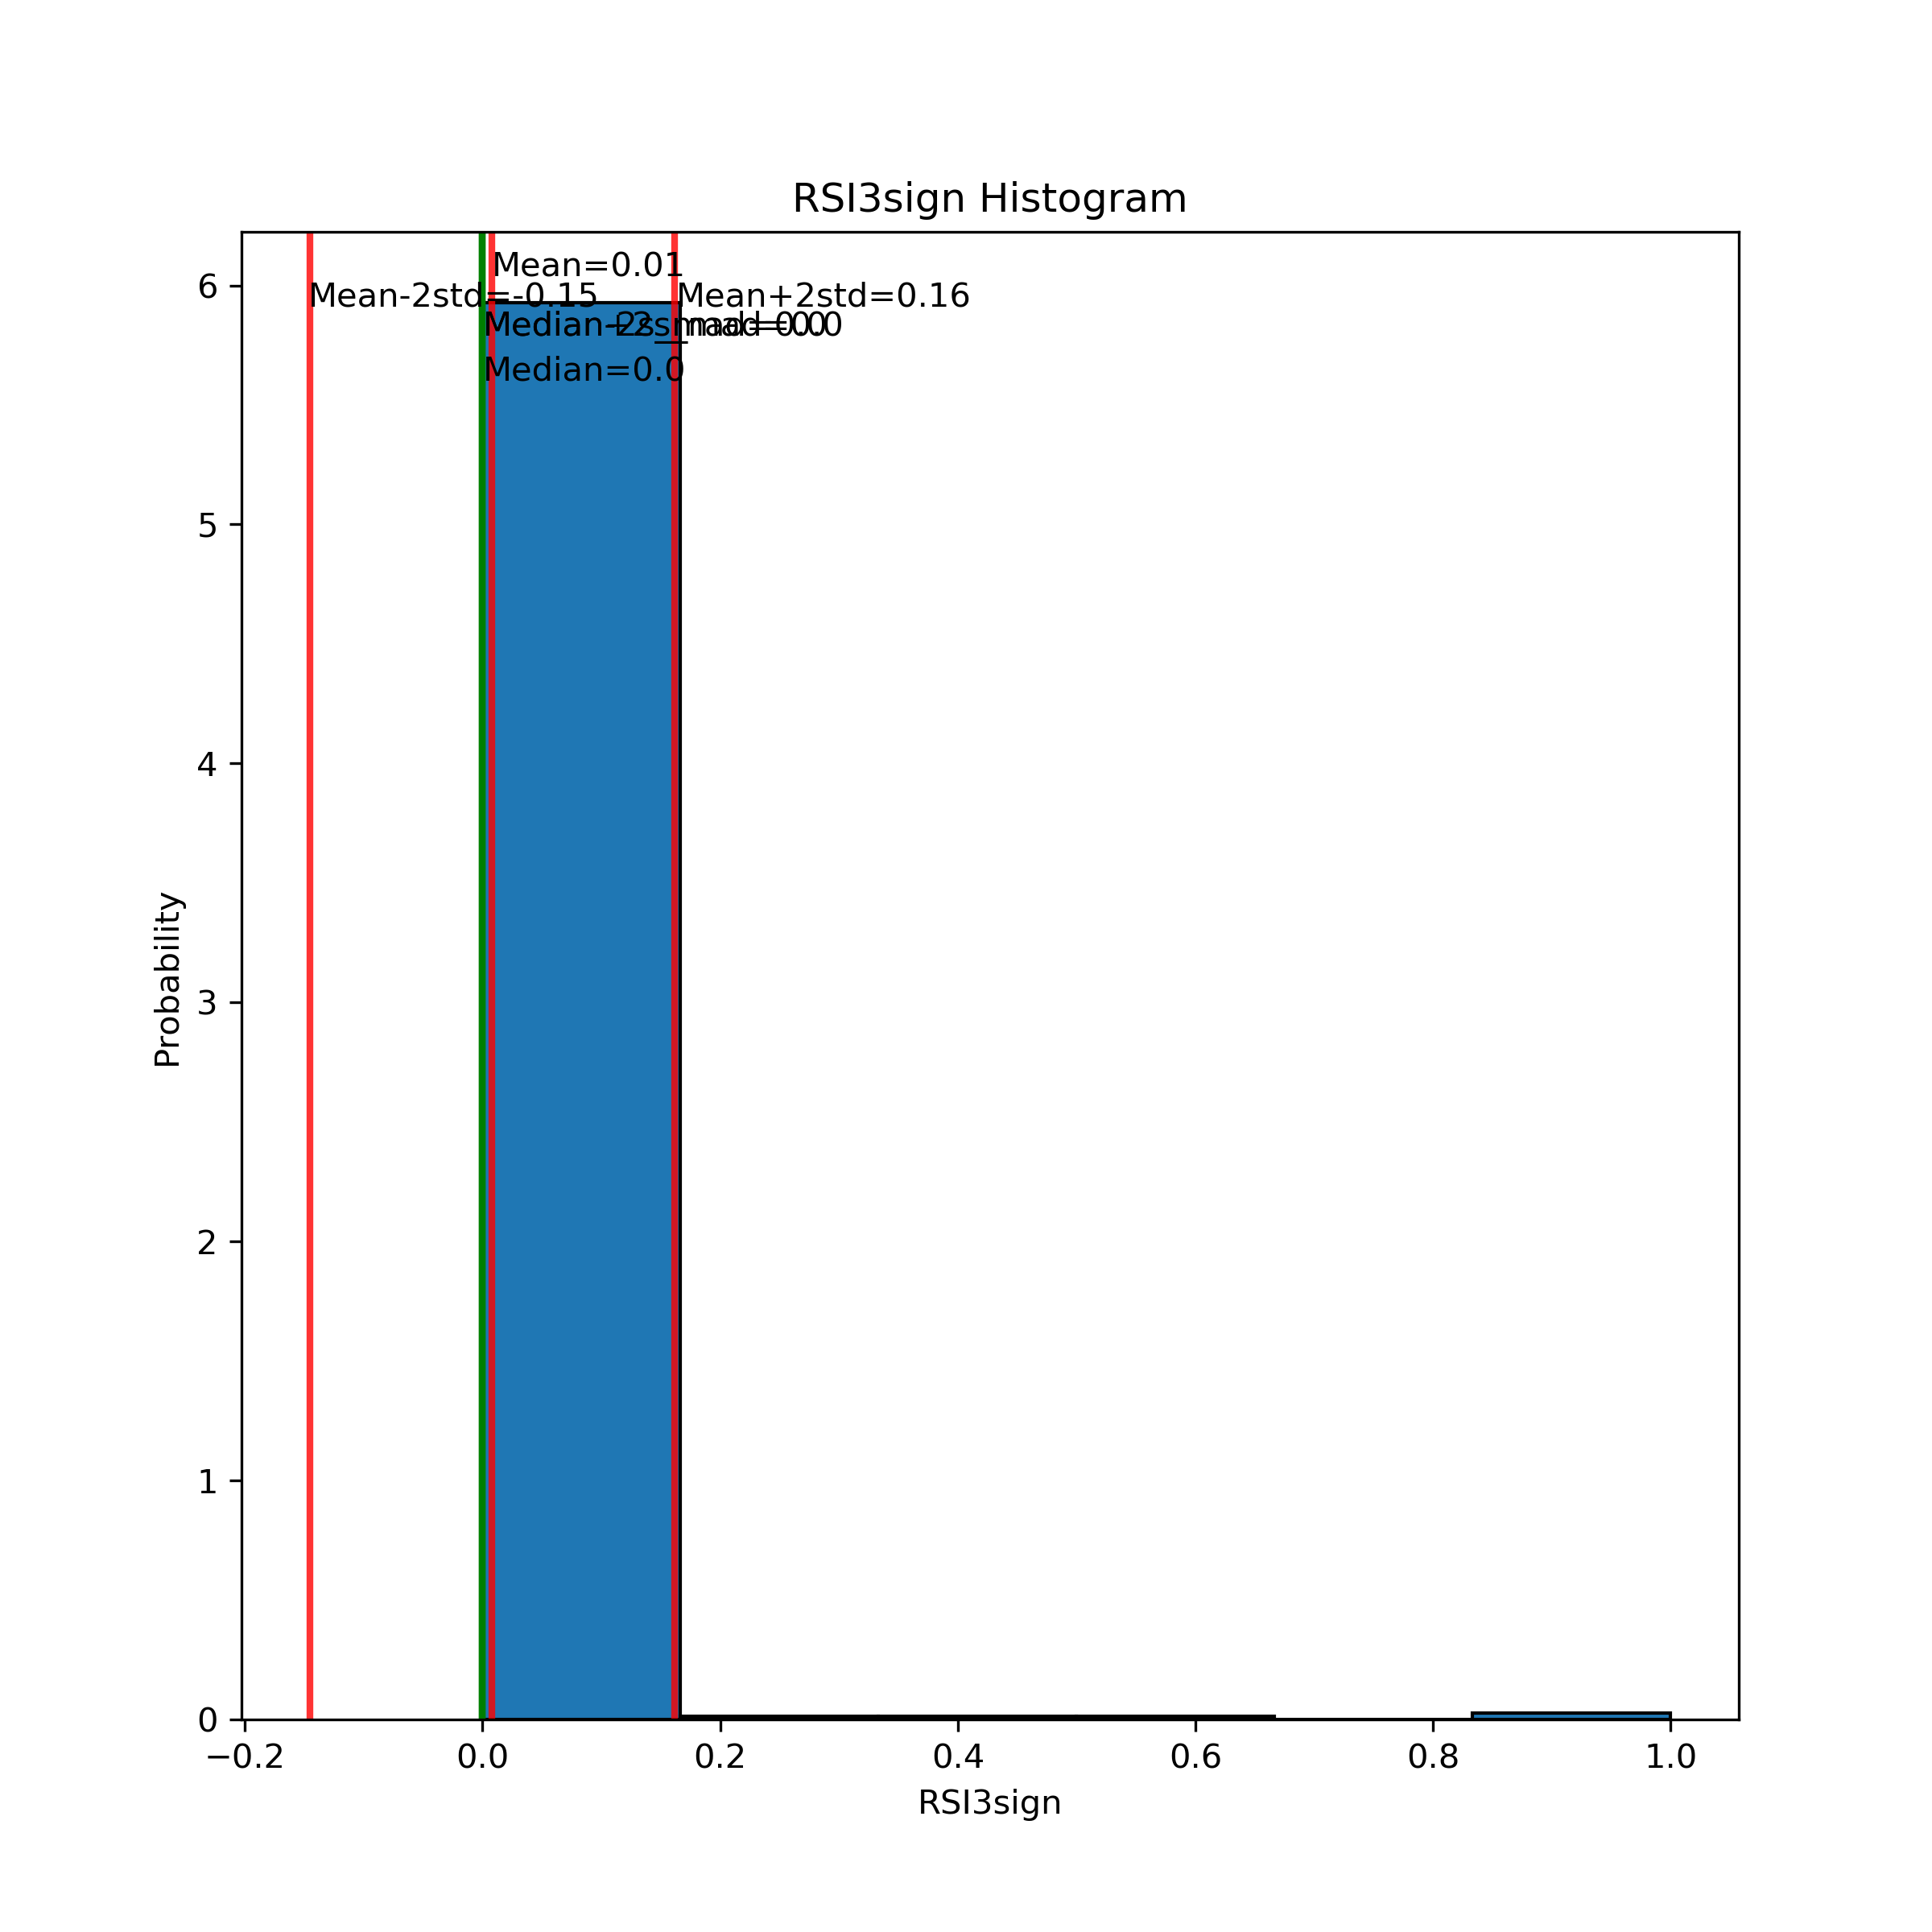 RSI3sign Histogram
Mean=0.01
Mean-2std=-0.15
Mean+2std=0.16
Median=0.0
6
5
4
3
2
1
0
Probability
−0.2 0.0 0.2 0.4 0.6 0.8 1.0
RSI3sign